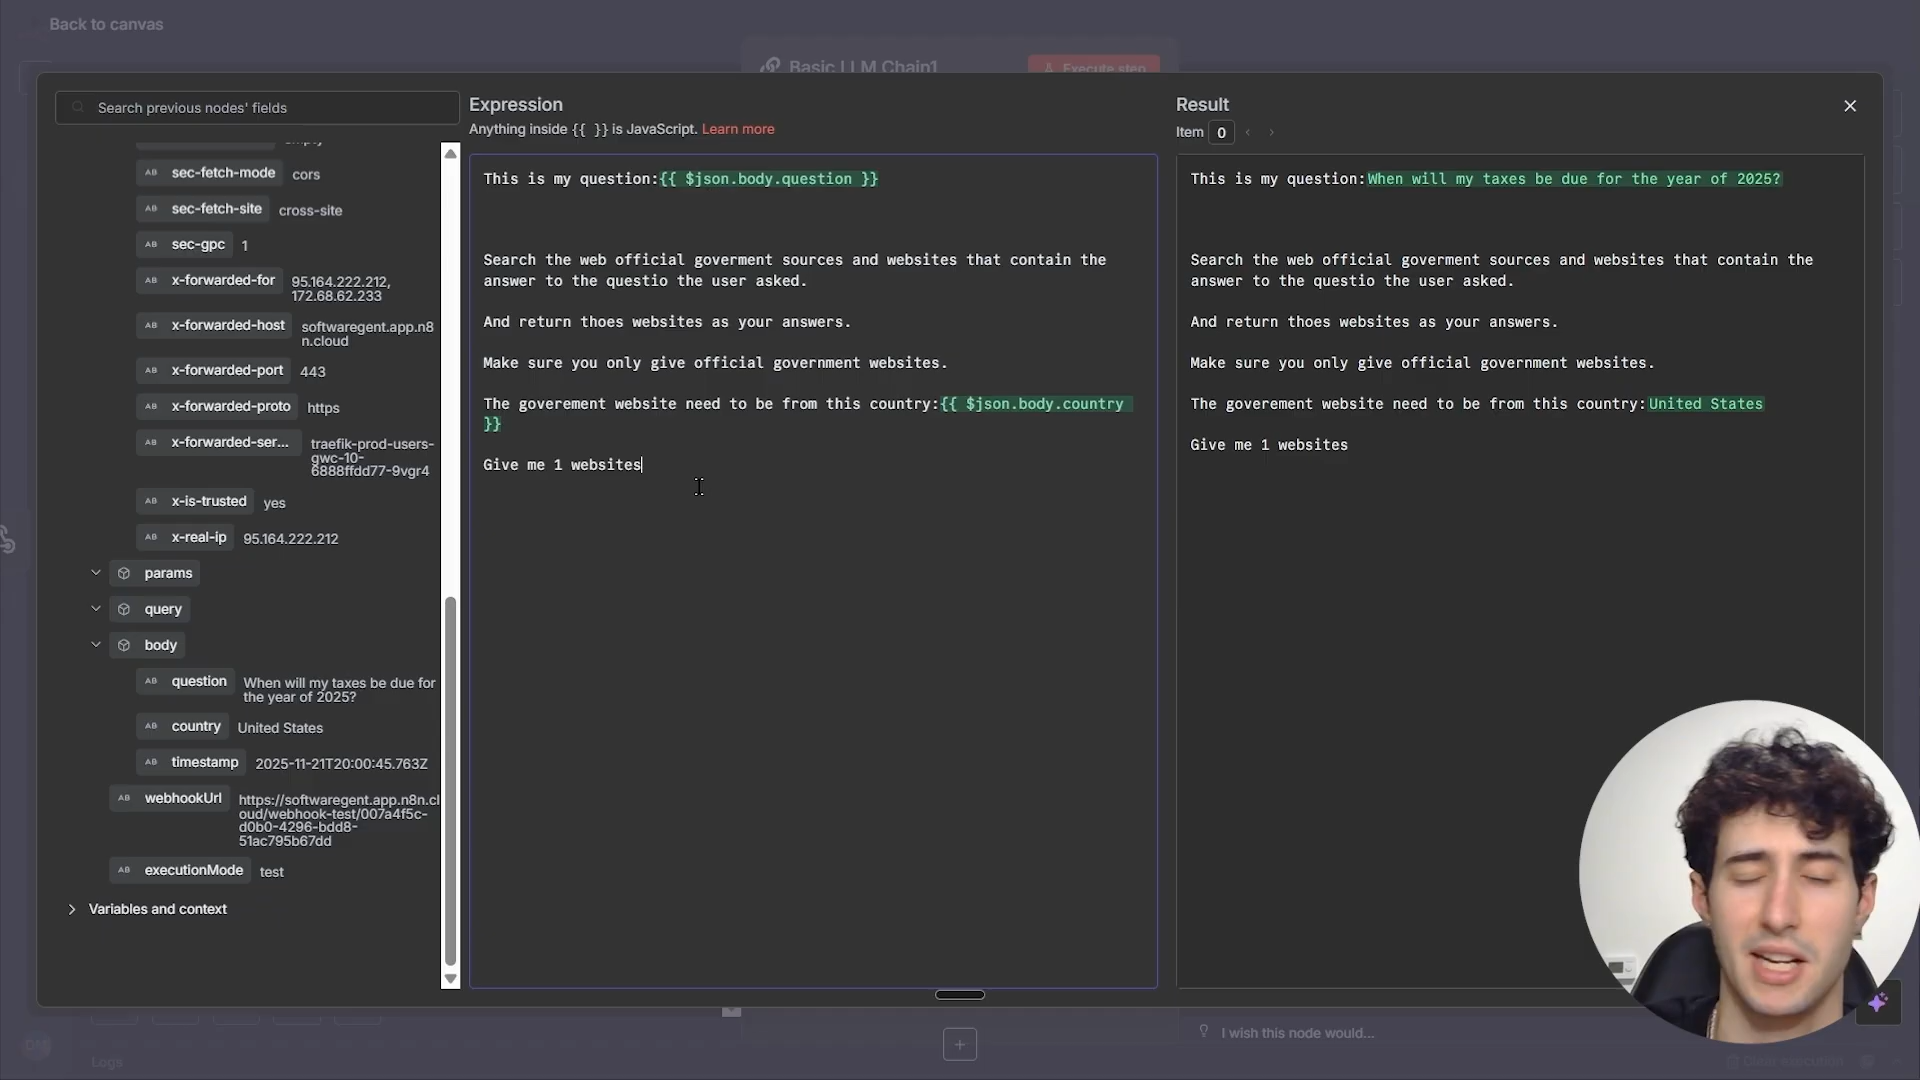 Back to canvas
Basic LLM Chain1
Execute step
Search previous nodes' fields
sec-fetch-mode cors
sec-fetch-site cross-site
sec-gpc 1
x-forwarded-for 95.164.222.212,
172.68.62.233
x-forwarded-host softwaregent.app.n8
n.cloud
x-forwarded-port 443
x-forwarded-proto https
x-forwarded-ser... traefik-prod-users-
gwc-10-
6888ffdd77-9vgr4
x-is-trusted yes
x-real-ip 95.164.222.212
params
query
body
question When will my taxes be due for
the year of 2025?
country United States
timestamp 2025-11-21T20:00:45.763Z
webhookUrl https://softwaregent.app.n8n.cl
oud/webhook-test/007a4f5c-
d0b0-4296-bdd8-
51ac795b67dd
executionMode test
Variables and context
Expression
Anything inside {{ }} is JavaScript. Learn more
This is my question:{{ $json.body.question }}
Search the web official goverment sources and websites that contain the
answer to the questio the user asked.
And return thoes websites as your answers.
Make sure you only give official government websites.
The goverement website need to be from this country:{{ $json.body.country
}}
Give me 1 websites
Result
Item 0
This is my question:When will my taxes be due for the year of 2025?
Search the web official goverment sources and websites that contain the
answer to the questio the user asked.
And return thoes websites as your answers.
Make sure you only give official government websites.
The goverement website need to be from this country:United States
Give me 1 websites
I wish this node would...
Logs
Clear execution